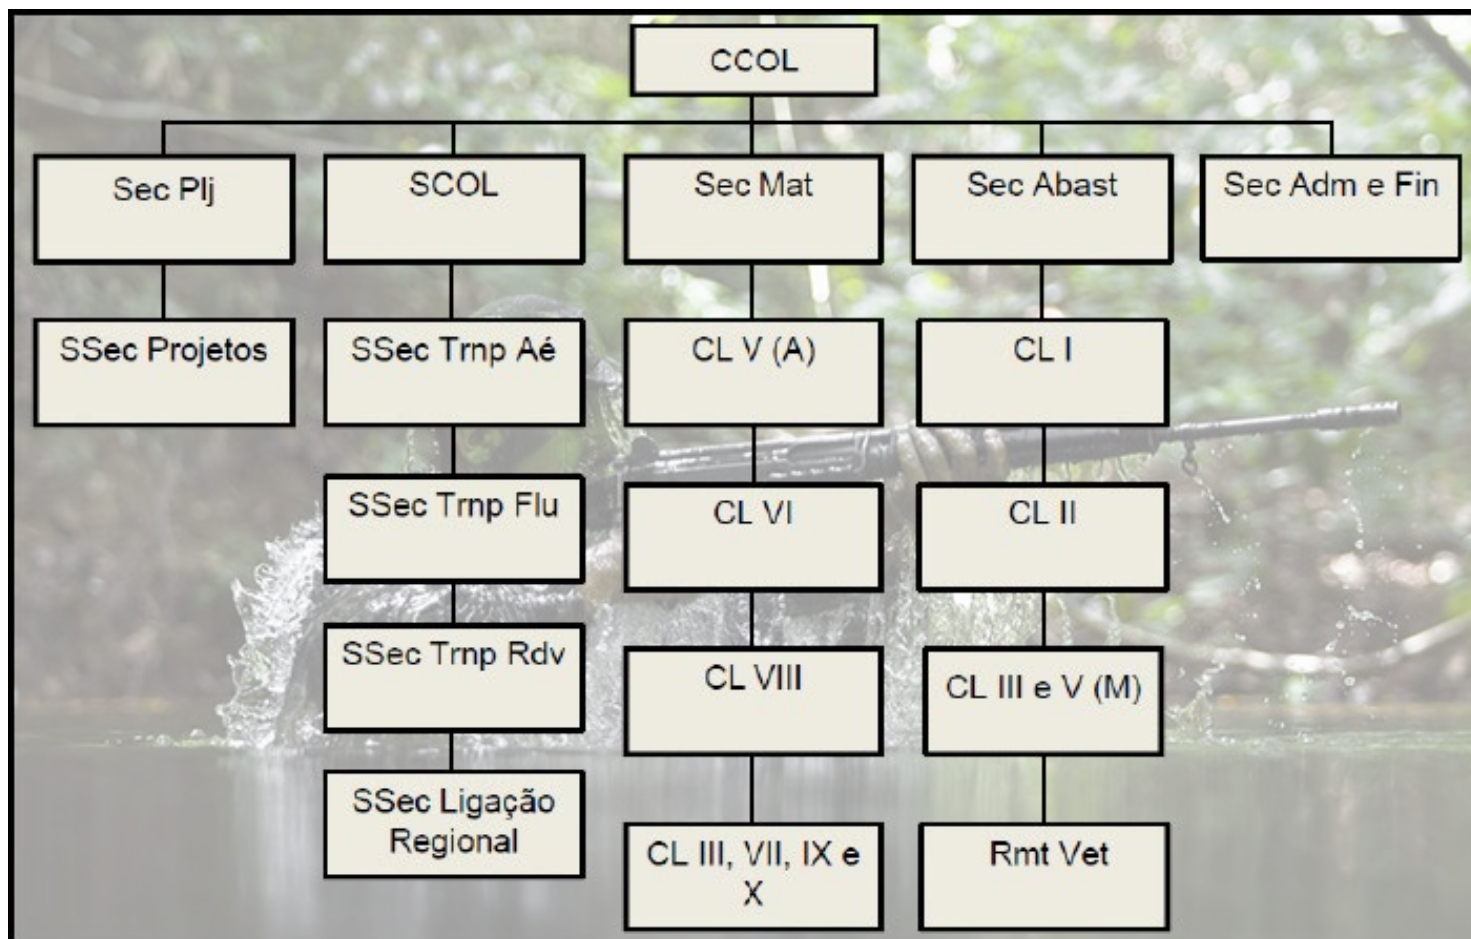 CCOL
Sec Plj
SCOL
Sec Mat
Sec Abast
Sec Adm e Fin
SSec Projetos
SSec Trnp Aé
CL V (A)
CL I
SSec Trnp Flu
CL VI
CL II
SSec Trnp Rdv
CL VIII
CL III e V (M)
SSec Ligação
Regional
CL III, VII, IX e
X
Rmt Vet